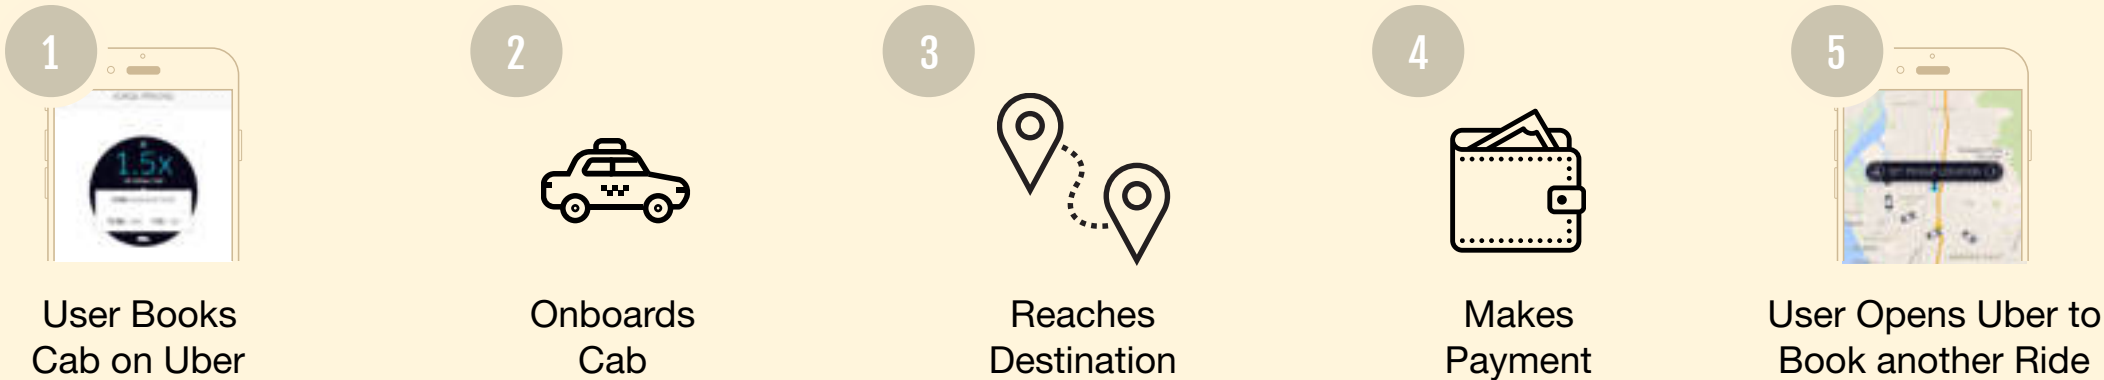 1
2
3
4
5
1.5x
User Books
Cab on Uber
Onboards
Cab
Reaches
Destination
Makes
Payment
User Opens Uber to
Book another Ride